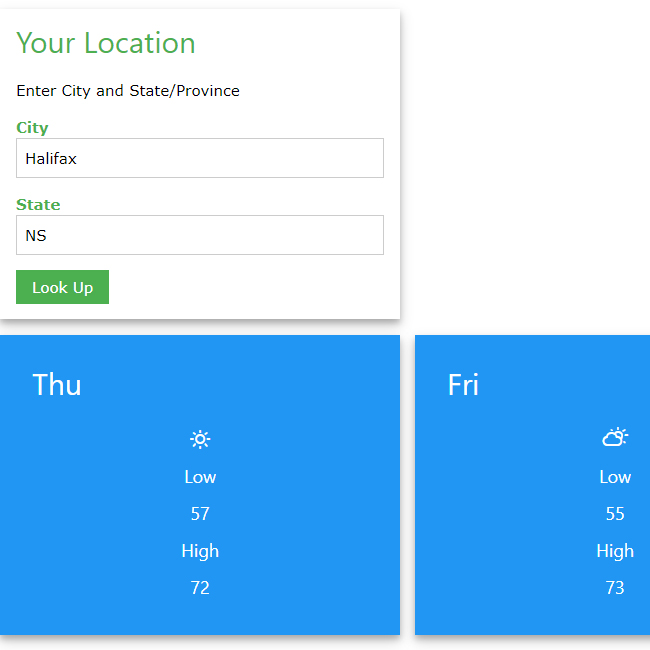 Your Location
Enter City and State/Province
City
Halifax
State
NS
Look Up
Thu
Low
57
High
72
Fri
Low
55
High
73